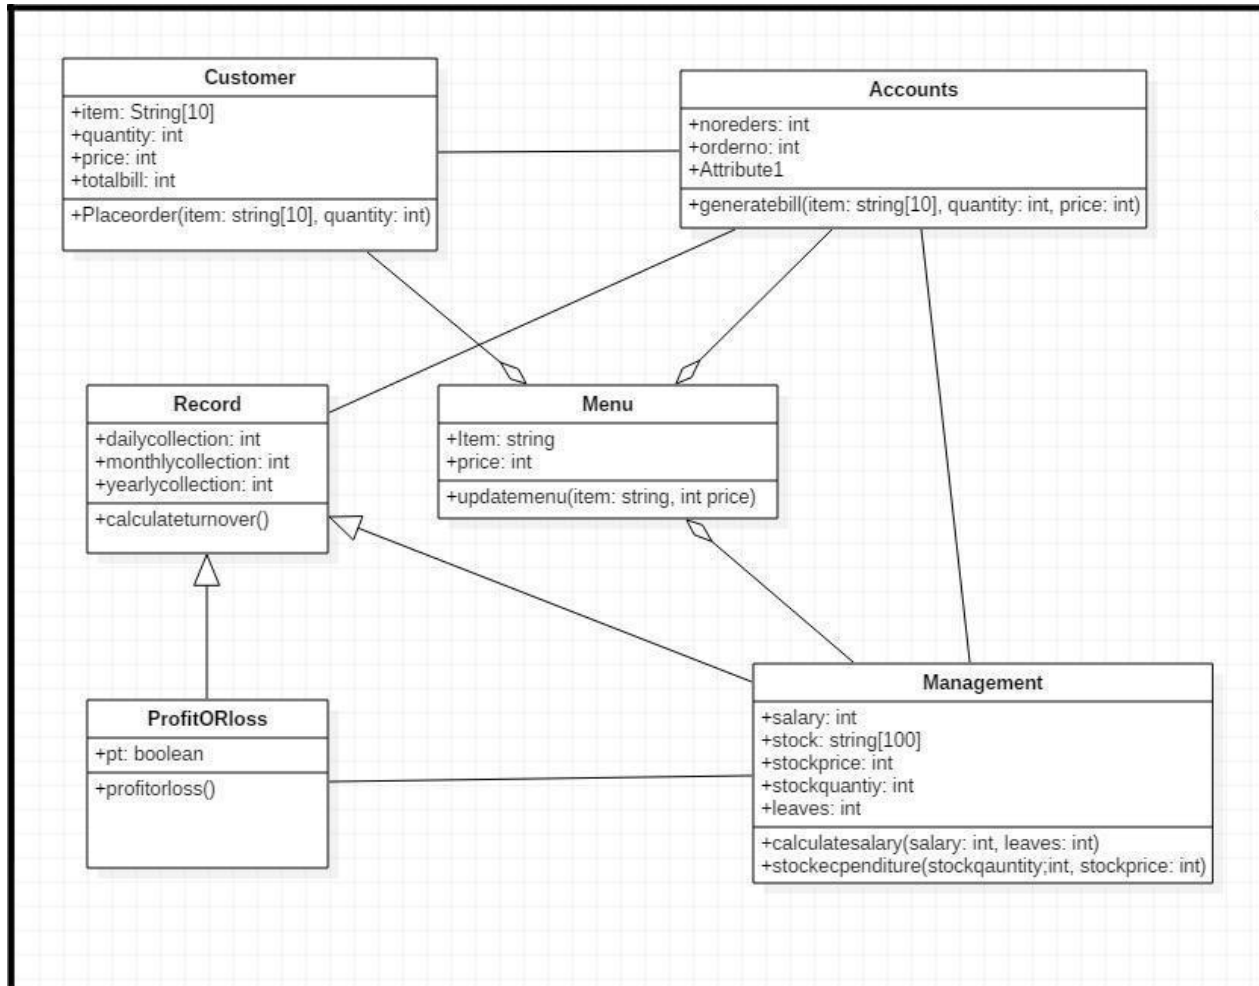 Customer
+item: String[10]
+quantity: int
+price: int
+totalbill: int
+Placeorder(item: string[10], quantity: int)
Accounts
+noreders: int
+orderno: int
+Attribute1
+generatebill(item: string[10], quantity: int, price: int)
Record
+dailycollection: int
+monthlycollection: int
+yearlycollection: int
+calculateturnover()
Menu
+Item: string
+price: int
+updatemenu(item: string, int price)
ProfitORloss
+pt: boolean
+profitorloss()
Management
+salary: int
+stock: string[100]
+stockprice: int
+stockquantiy: int
+leaves: int
+calculatesalary(salary: int, leaves: int)
+stockecpenditure(stockqauntity;int, stockprice: int)